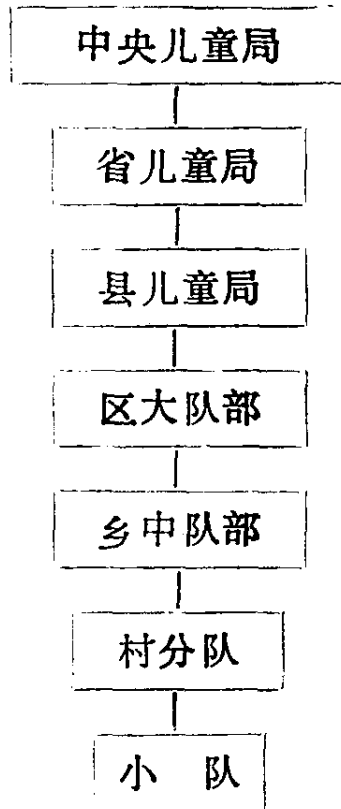 中央儿童局
省儿童局
县儿童局
区大队部
乡中队部
村分队
小 队